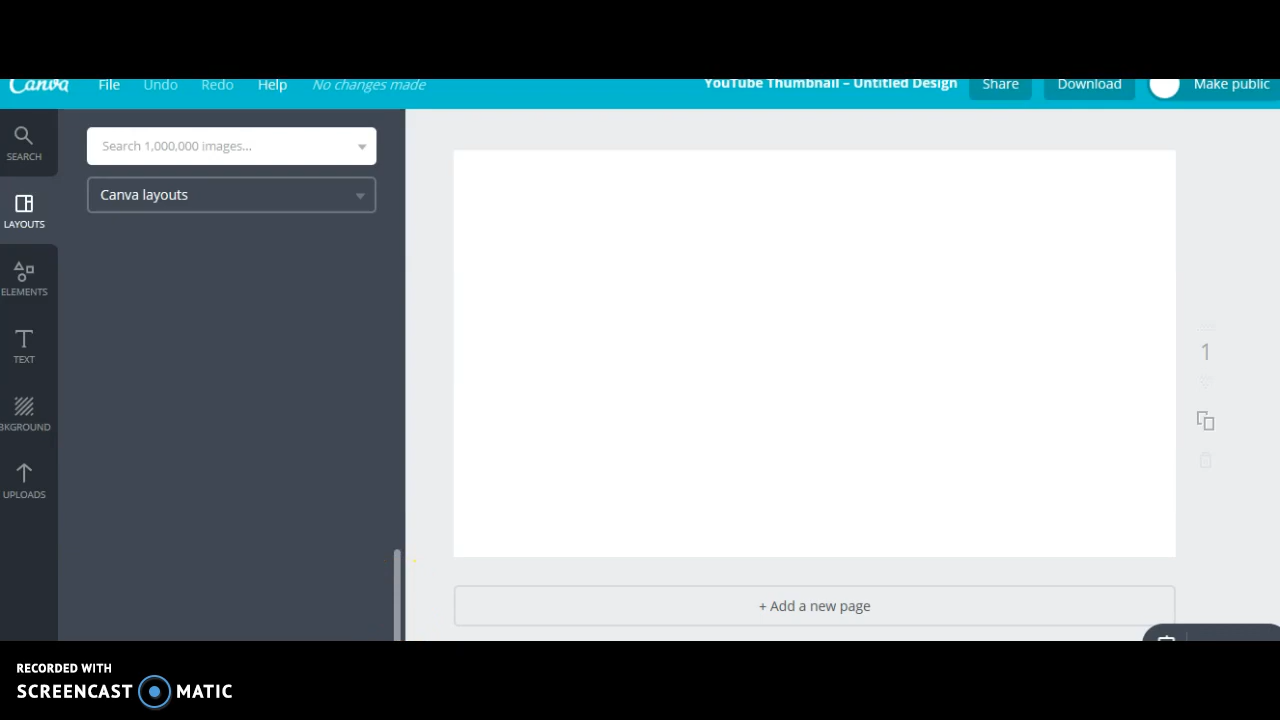 Canva File Undo Redo Help No changes made YouTube Thumbnail – Untitled Design Share Download Make public
SEARCH
Search 1,000,000 images...
Canva layouts
LAYOUTS
ELEMENTS
TEXT
BKGROUND
UPLOADS
1
+ Add a new page
RECORDED WITH
SCREENCAST MATIC